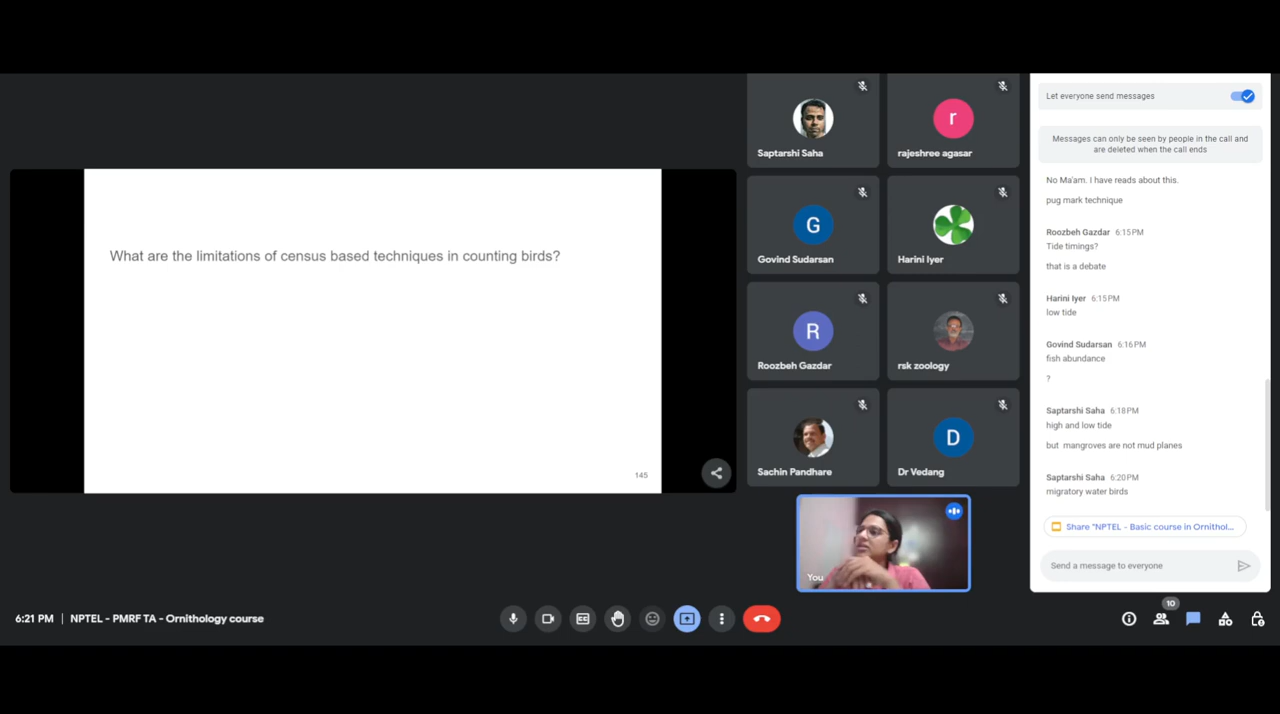 What are the limitations of census based techniques in counting birds?
145
Saptarshi Saha
r
rajeshree agasar
G
Govind Sudarsan
Harini Iyer
R
Roozbeh Gazdar
rsk zoology
Sachin Pandhare
D
Dr Vedang
You
Let everyone send messages
Messages can only be seen by people in the call and
are deleted when the call ends
No Ma'am. I have reads about this.
pug mark technique
Roozbeh Gazdar 6:15 PM
Tide timings?
that is a debate
Harini Iyer 6:15 PM
low tide
Govind Sudarsan 6:16 PM
fish abundance
?
Saptarshi Saha 6:18 PM
high and low tide
but mangroves are not mud planes
Saptarshi Saha 6:20 PM
migratory water birds
Share "NPTEL - Basic course in Ornithol...
Send a message to everyone
6:21 PM | NPTEL - PMRF TA - Ornithology course
CC
10